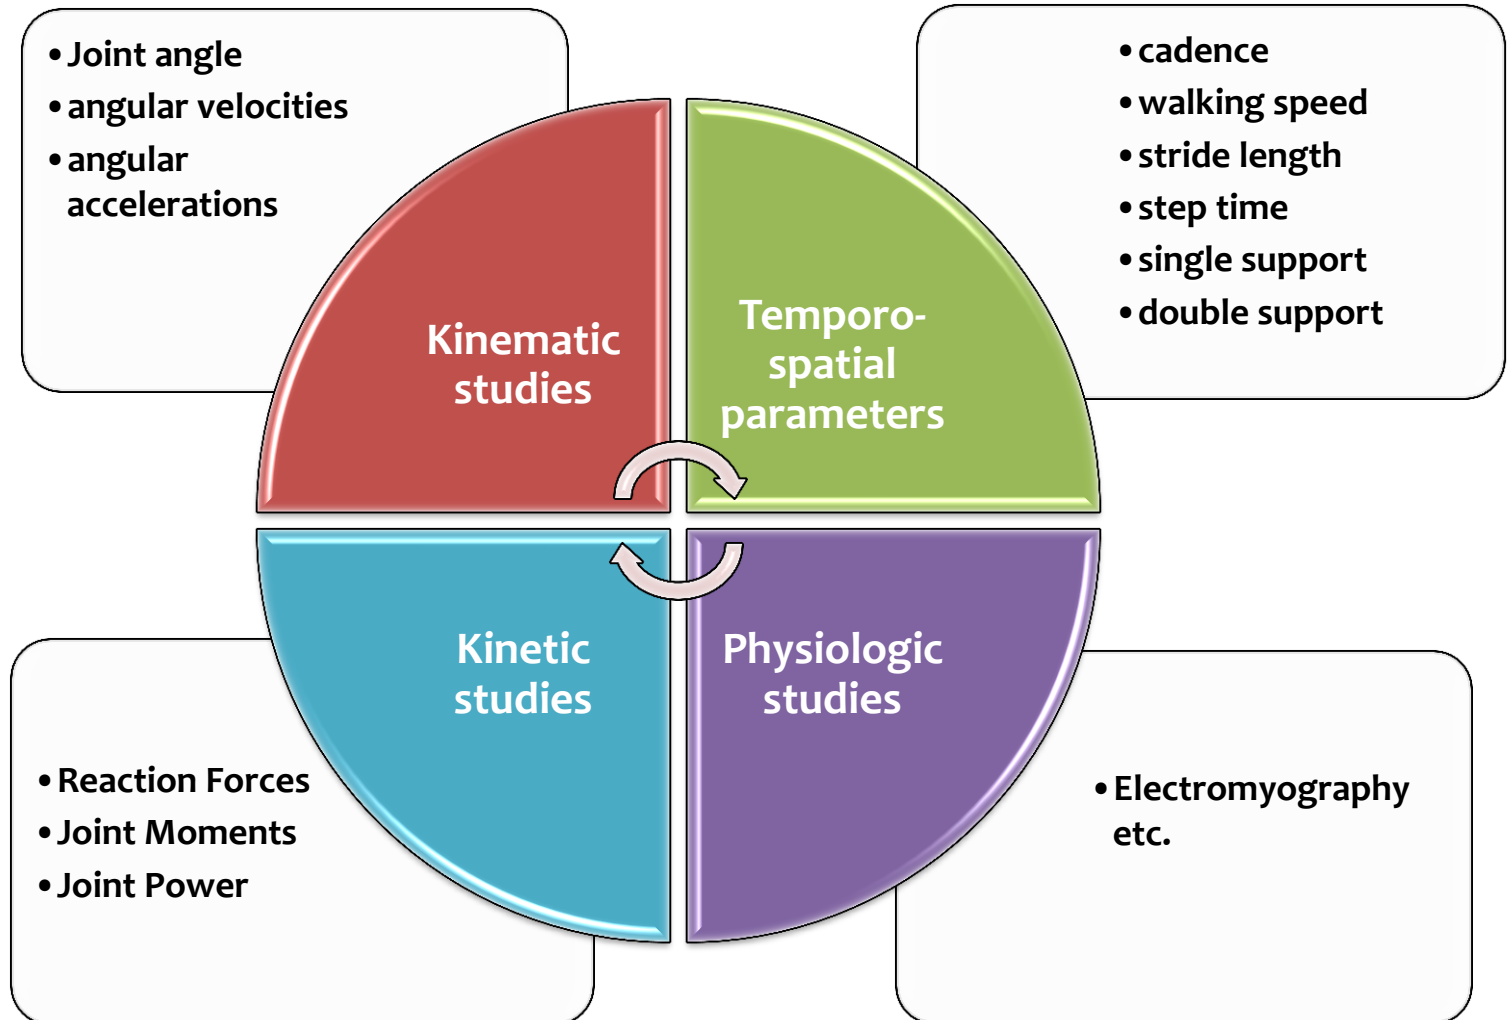 •Joint angle
•angular velocities
•angular
accelerations
•cadence
•walking speed
•stride length
•step time
•single support
•double support
Kinematic
studies
Temporo-
spatial
parameters
Kinetic
studies
Physiologic
studies
•Reaction Forces
•Joint Moments
•Joint Power
•Electromyography
etc.